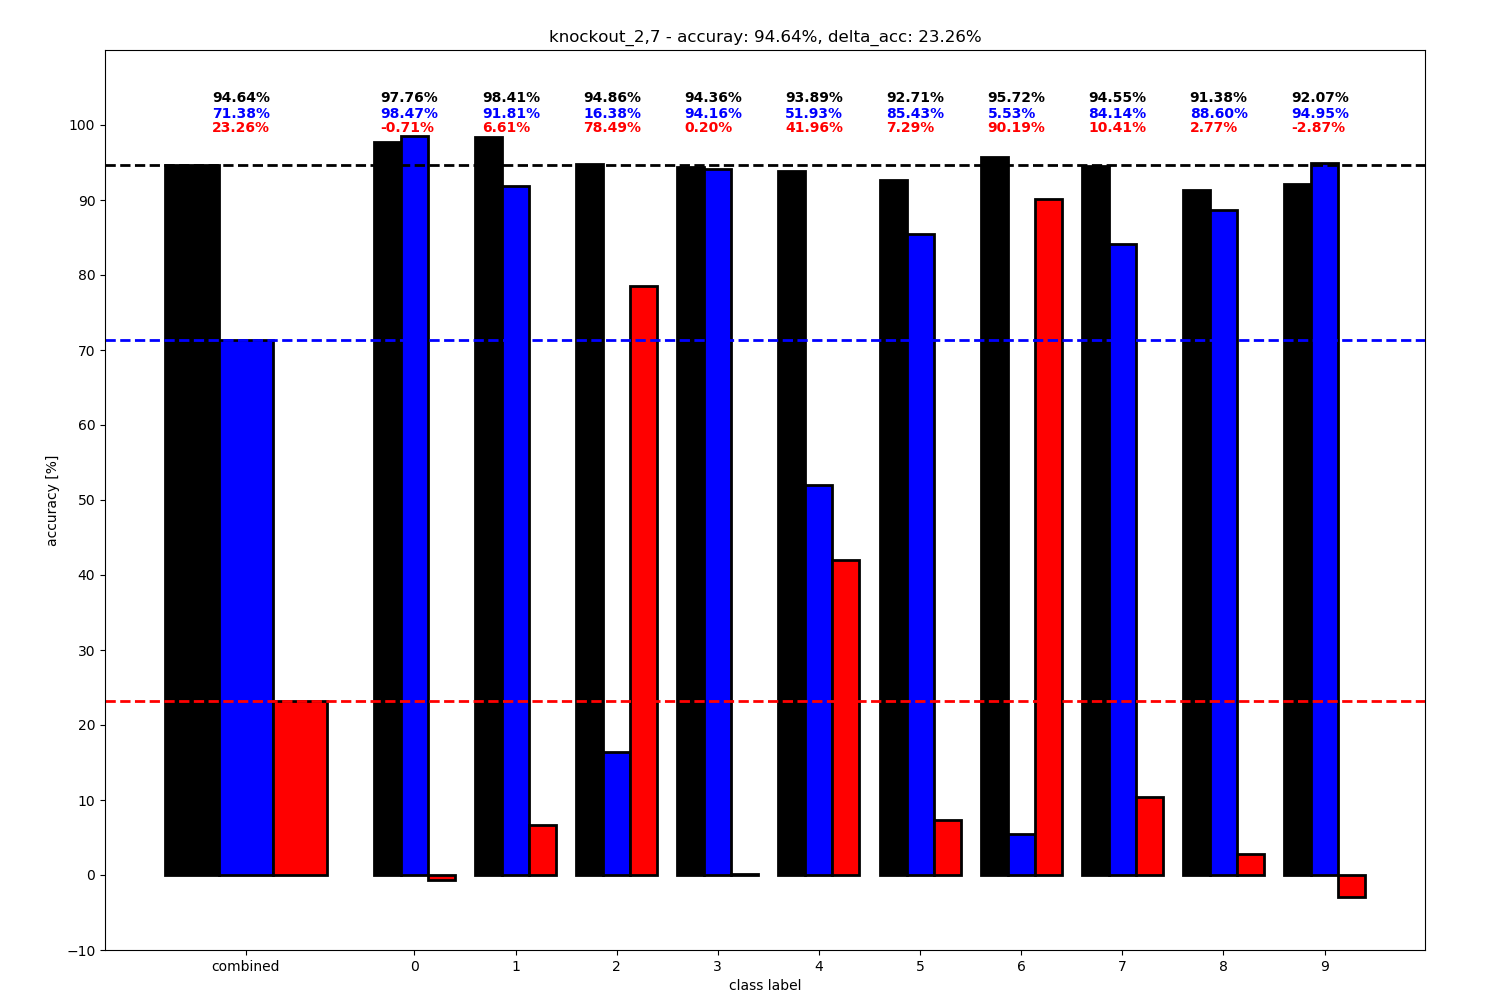 knockout_2,7 - accuray: 94.64%, delta_acc: 23.26%
94.64% 97.76% 98.41% 94.86% 94.36% 93.89% 92.71% 95.72% 94.55% 91.38% 92.07%
71.38% 98.47% 91.81% 16.38% 94.16% 51.93% 85.43% 5.53% 84.14% 88.60% 94.95%
23.26% -0.71% 6.61% 78.49% 0.20% 41.96% 7.29% 90.19% 10.41% 2.77% -2.87%
100
90
80
70
60
50
40
30
20
10
0
−10
accuracy [%]
combined 0 1 2 3 4 5 6 7 8 9
class label